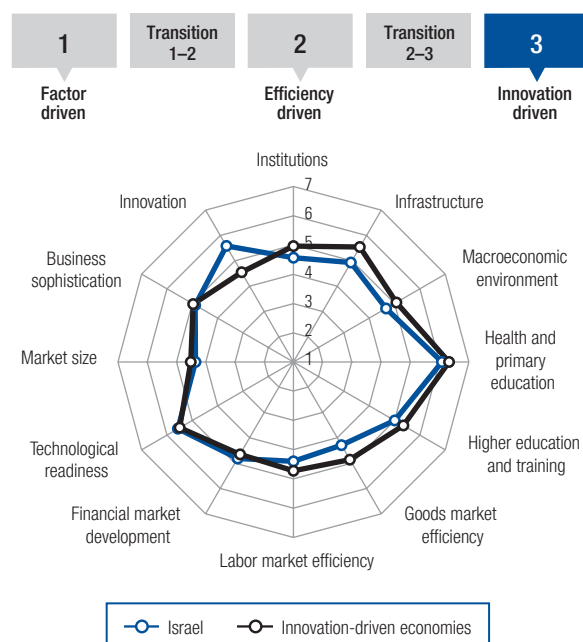 1
Transition
1–2
2
Transition
2–3
3
Factor
driven
Efficiency
driven
Innovation
driven
Institutions
Infrastructure
Macroeconomic
environment
Health and
primary
education
Higher education
and training
Goods market
efficiency
Labor market efficiency
Financial market
development
Technological
readiness
Market size
Business
sophistication
Innovation
7
6
5
4
3
2
1
Israel
Innovation-driven economies